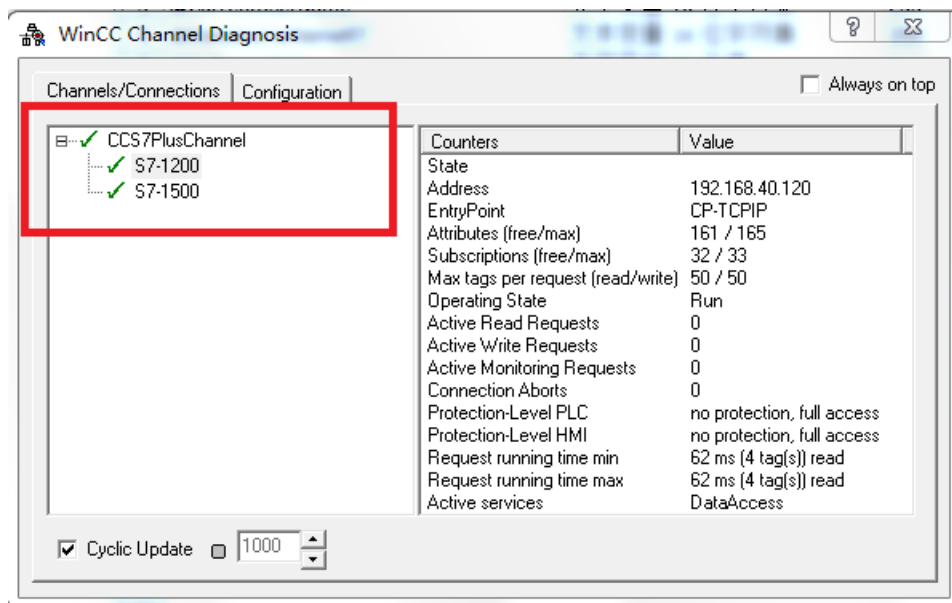 WinCC Channel Diagnosis
Channels/Connections Configuration Always on top
CCS7PlusChannel
S7-1200
S7-1500
Counters Value
State
Address 192.168.40.120
EntryPoint CP-TCPIP
Attributes (free/max) 161 / 165
Subscriptions (free/max) 32 / 33
Max tags per request (read/write) 50 / 50
Operating State Run
Active Read Requests 0
Active Write Requests 0
Active Monitoring Requests 0
Connection Aborts 0
Protection-Level PLC no protection, full access
Protection-Level HMI no protection, full access
Request running time min 62 ms (4 tag(s)) read
Request running time max 62 ms (4 tag(s)) read
Active services DataAccess
Cyclic Update 1000